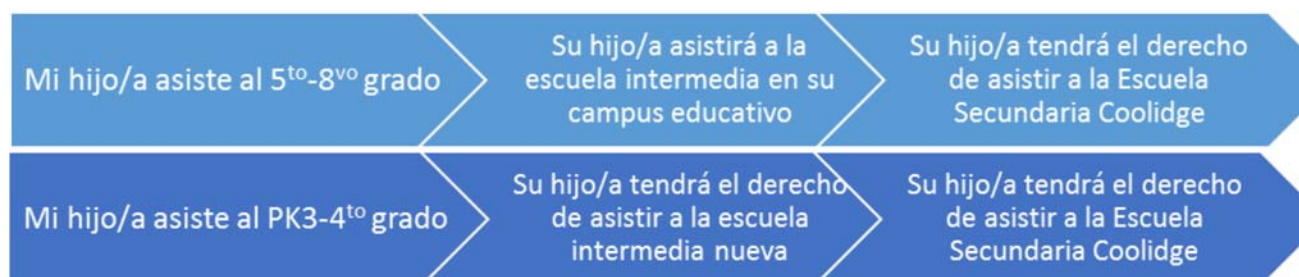 Mi hijo/a asiste al 5to-8vo grado
Su hijo/a asistirá a la
escuela intermedia en su
campus educativo
Su hijo/a tendrá el derecho
de asistir a la Escuela
Secundaria Coolidge
Mi hijo/a asiste al PK3-4to grado
Su hijo/a tendrá el derecho
de asistir a la escuela
intermedia nueva
Su hijo/a tendrá el derecho
de asistir a la Escuela
Secundaria Coolidge